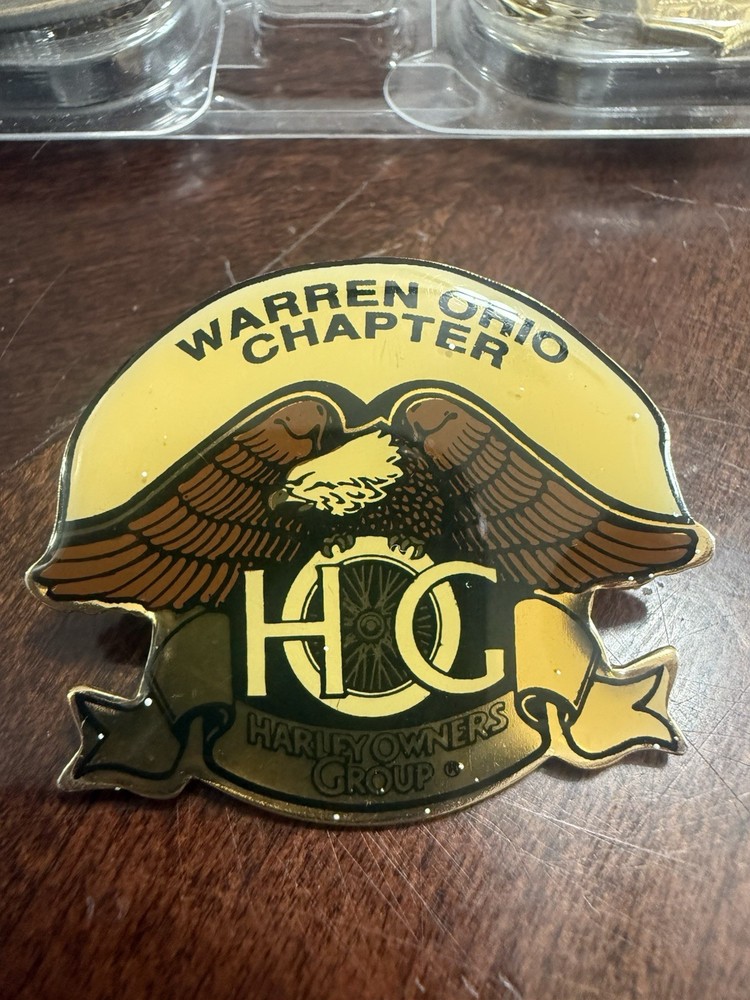 WARREN OHIO
CHAPTER
HOG
HARLEY OWNERS
GROUP ®